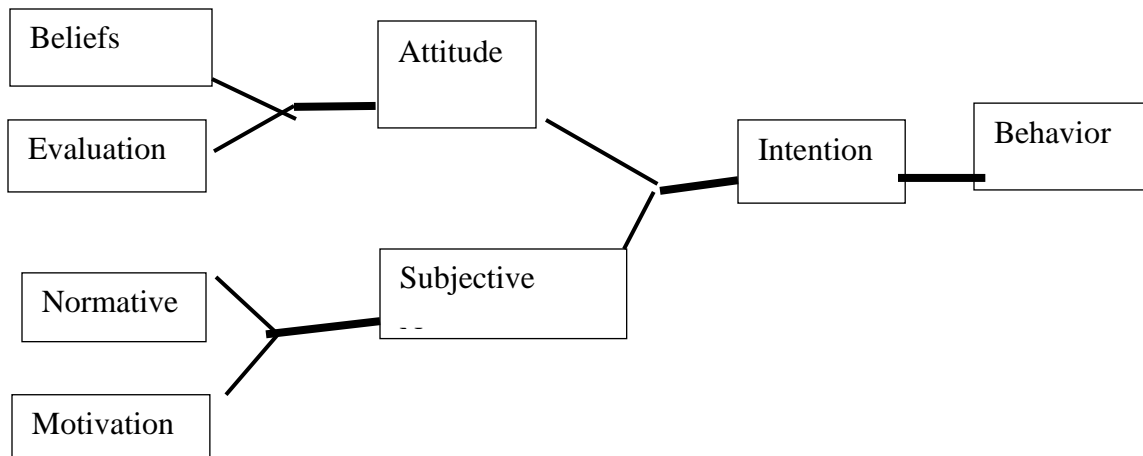 Beliefs
Evaluation
Attitude
Normative
Motivation
Subjective
Intention
Behavior